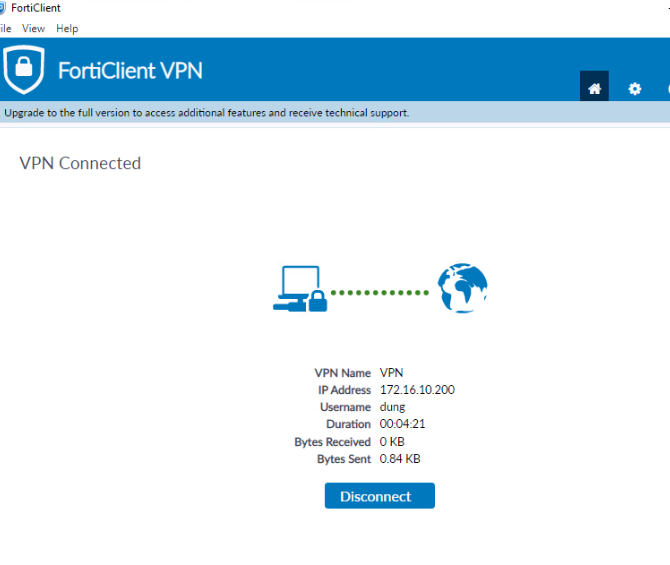 FortiClient
ile View Help
FortiClient VPN
Upgrade to the full version to access additional features and receive technical support.
VPN Connected
VPN Name VPN
IP Address 172.16.10.200
Username dung
Duration 00:04:21
Bytes Received 0 KB
Bytes Sent 0.84 KB
Disconnect